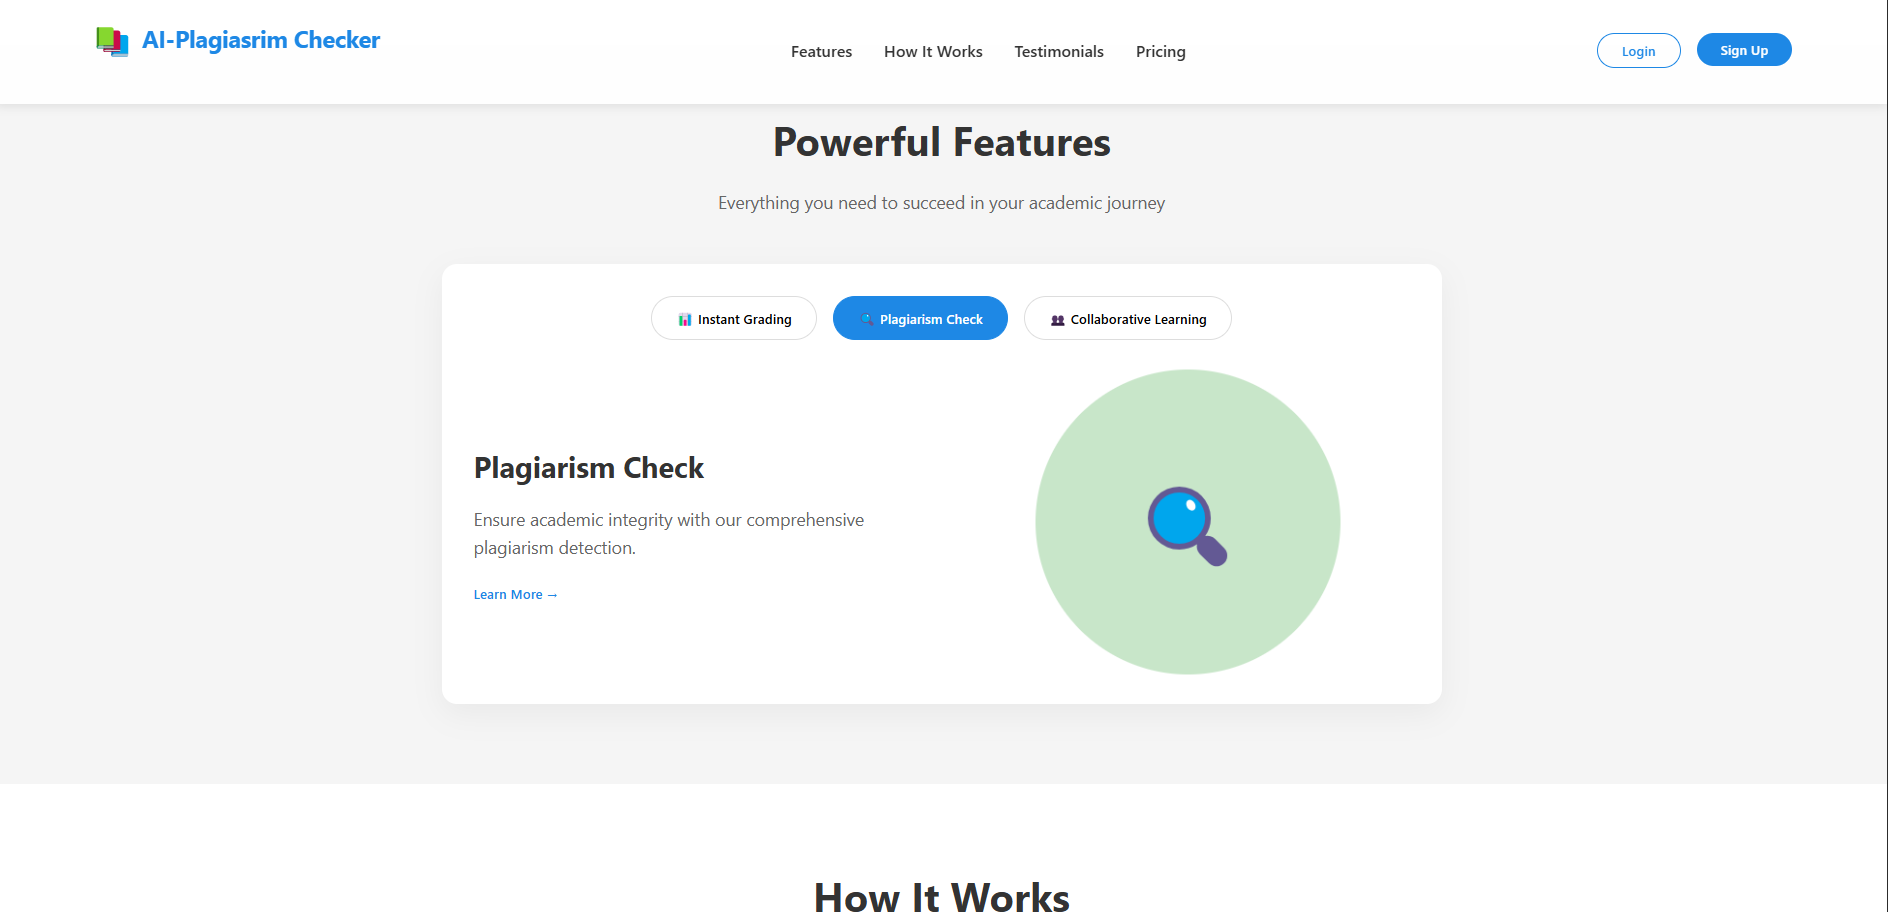 AI-Plagiasrim Checker
Features
How It Works
Testimonials
Pricing
Login
Sign Up
Powerful Features
Everything you need to succeed in your academic journey
Instant Grading
Plagiarism Check
Collaborative Learning
Plagiarism Check
Ensure academic integrity with our comprehensive
plagiarism detection.
Learn More →
How It Works